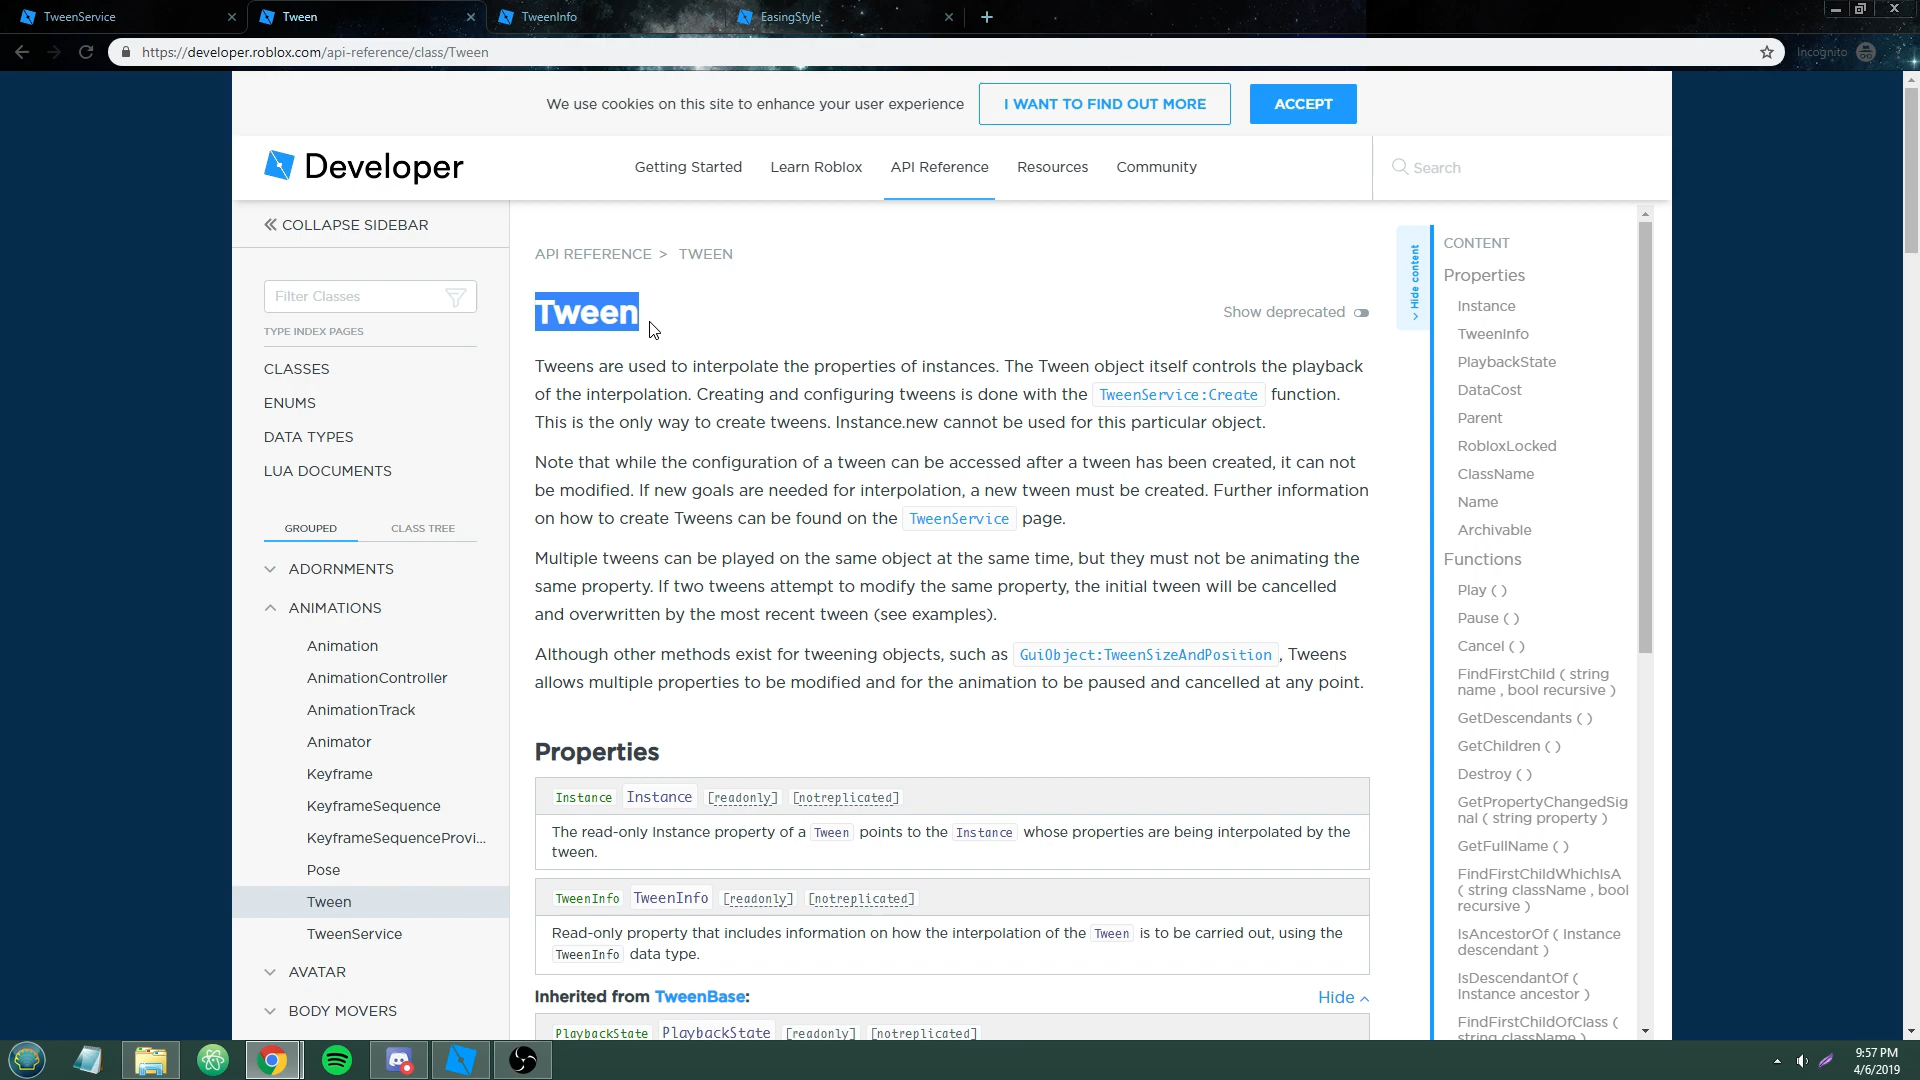 TweenService
Tween
TweenInfo
EasingStyle
https://developer.roblox.com/api-reference/class/Tween
Incognito
We use cookies on this site to enhance your user experience
I WANT TO FIND OUT MORE
ACCEPT
Developer
Getting Started
Learn Roblox
API Reference
Resources
Community
Search
COLLAPSE SIDEBAR
Filter Classes
TYPE INDEX PAGES
CLASSES
ENUMS
DATA TYPES
LUA DOCUMENTS
GROUPED
CLASS TREE
ADORNMENTS
ANIMATIONS
Animation
AnimationController
AnimationTrack
Animator
Keyframe
KeyframeSequence
KeyframeSequenceProvi...
Pose
Tween
TweenService
AVATAR
BODY MOVERS
API REFERENCE > TWEEN
Tween
Show deprecated
Tweens are used to interpolate the properties of instances. The Tween object itself controls the playback
of the interpolation. Creating and configuring tweens is done with the TweenService:Create function.
This is the only way to create tweens. Instance.new cannot be used for this particular object.
Note that while the configuration of a tween can be accessed after a tween has been created, it can not
be modified. If new goals are needed for interpolation, a new tween must be created. Further information
on how to create Tweens can be found on the TweenService page.
Multiple tweens can be played on the same object at the same time, but they must not be animating the
same property. If two tweens attempt to modify the same property, the initial tween will be cancelled
and overwritten by the most recent tween (see examples).
Although other methods exist for tweening objects, such as GuiObject:TweenSizeAndPosition , Tweens
allows multiple properties to be modified and for the animation to be paused and cancelled at any point.
Properties
Instance Instance [readonly] [notreplicated]
The read-only Instance property of a Tween points to the Instance whose properties are being interpolated by the
tween.
TweenInfo TweenInfo [readonly] [notreplicated]
Read-only property that includes information on how the interpolation of the Tween is to be carried out, using the
TweenInfo data type.
Inherited from TweenBase:
Hide
PlaybackState PlaybackState [readonly] [notreplicated]
Hide content
CONTENT
Properties
Instance
TweenInfo
PlaybackState
DataCost
Parent
RobloxLocked
ClassName
Name
Archivable
Functions
Play ( )
Pause ( )
Cancel ( )
FindFirstChild ( string
name , bool recursive )
GetDescendants ( )
GetChildren ( )
Destroy ( )
GetPropertyChangedSig
nal ( string property )
GetFullName ( )
FindFirstChildWhichIsA
( string className , bool
recursive )
IsAncestorOf ( Instance
descendant )
IsDescendantOf (
Instance ancestor )
FindFirstChildOfClass (
string className )
9:57 PM
4/6/2019